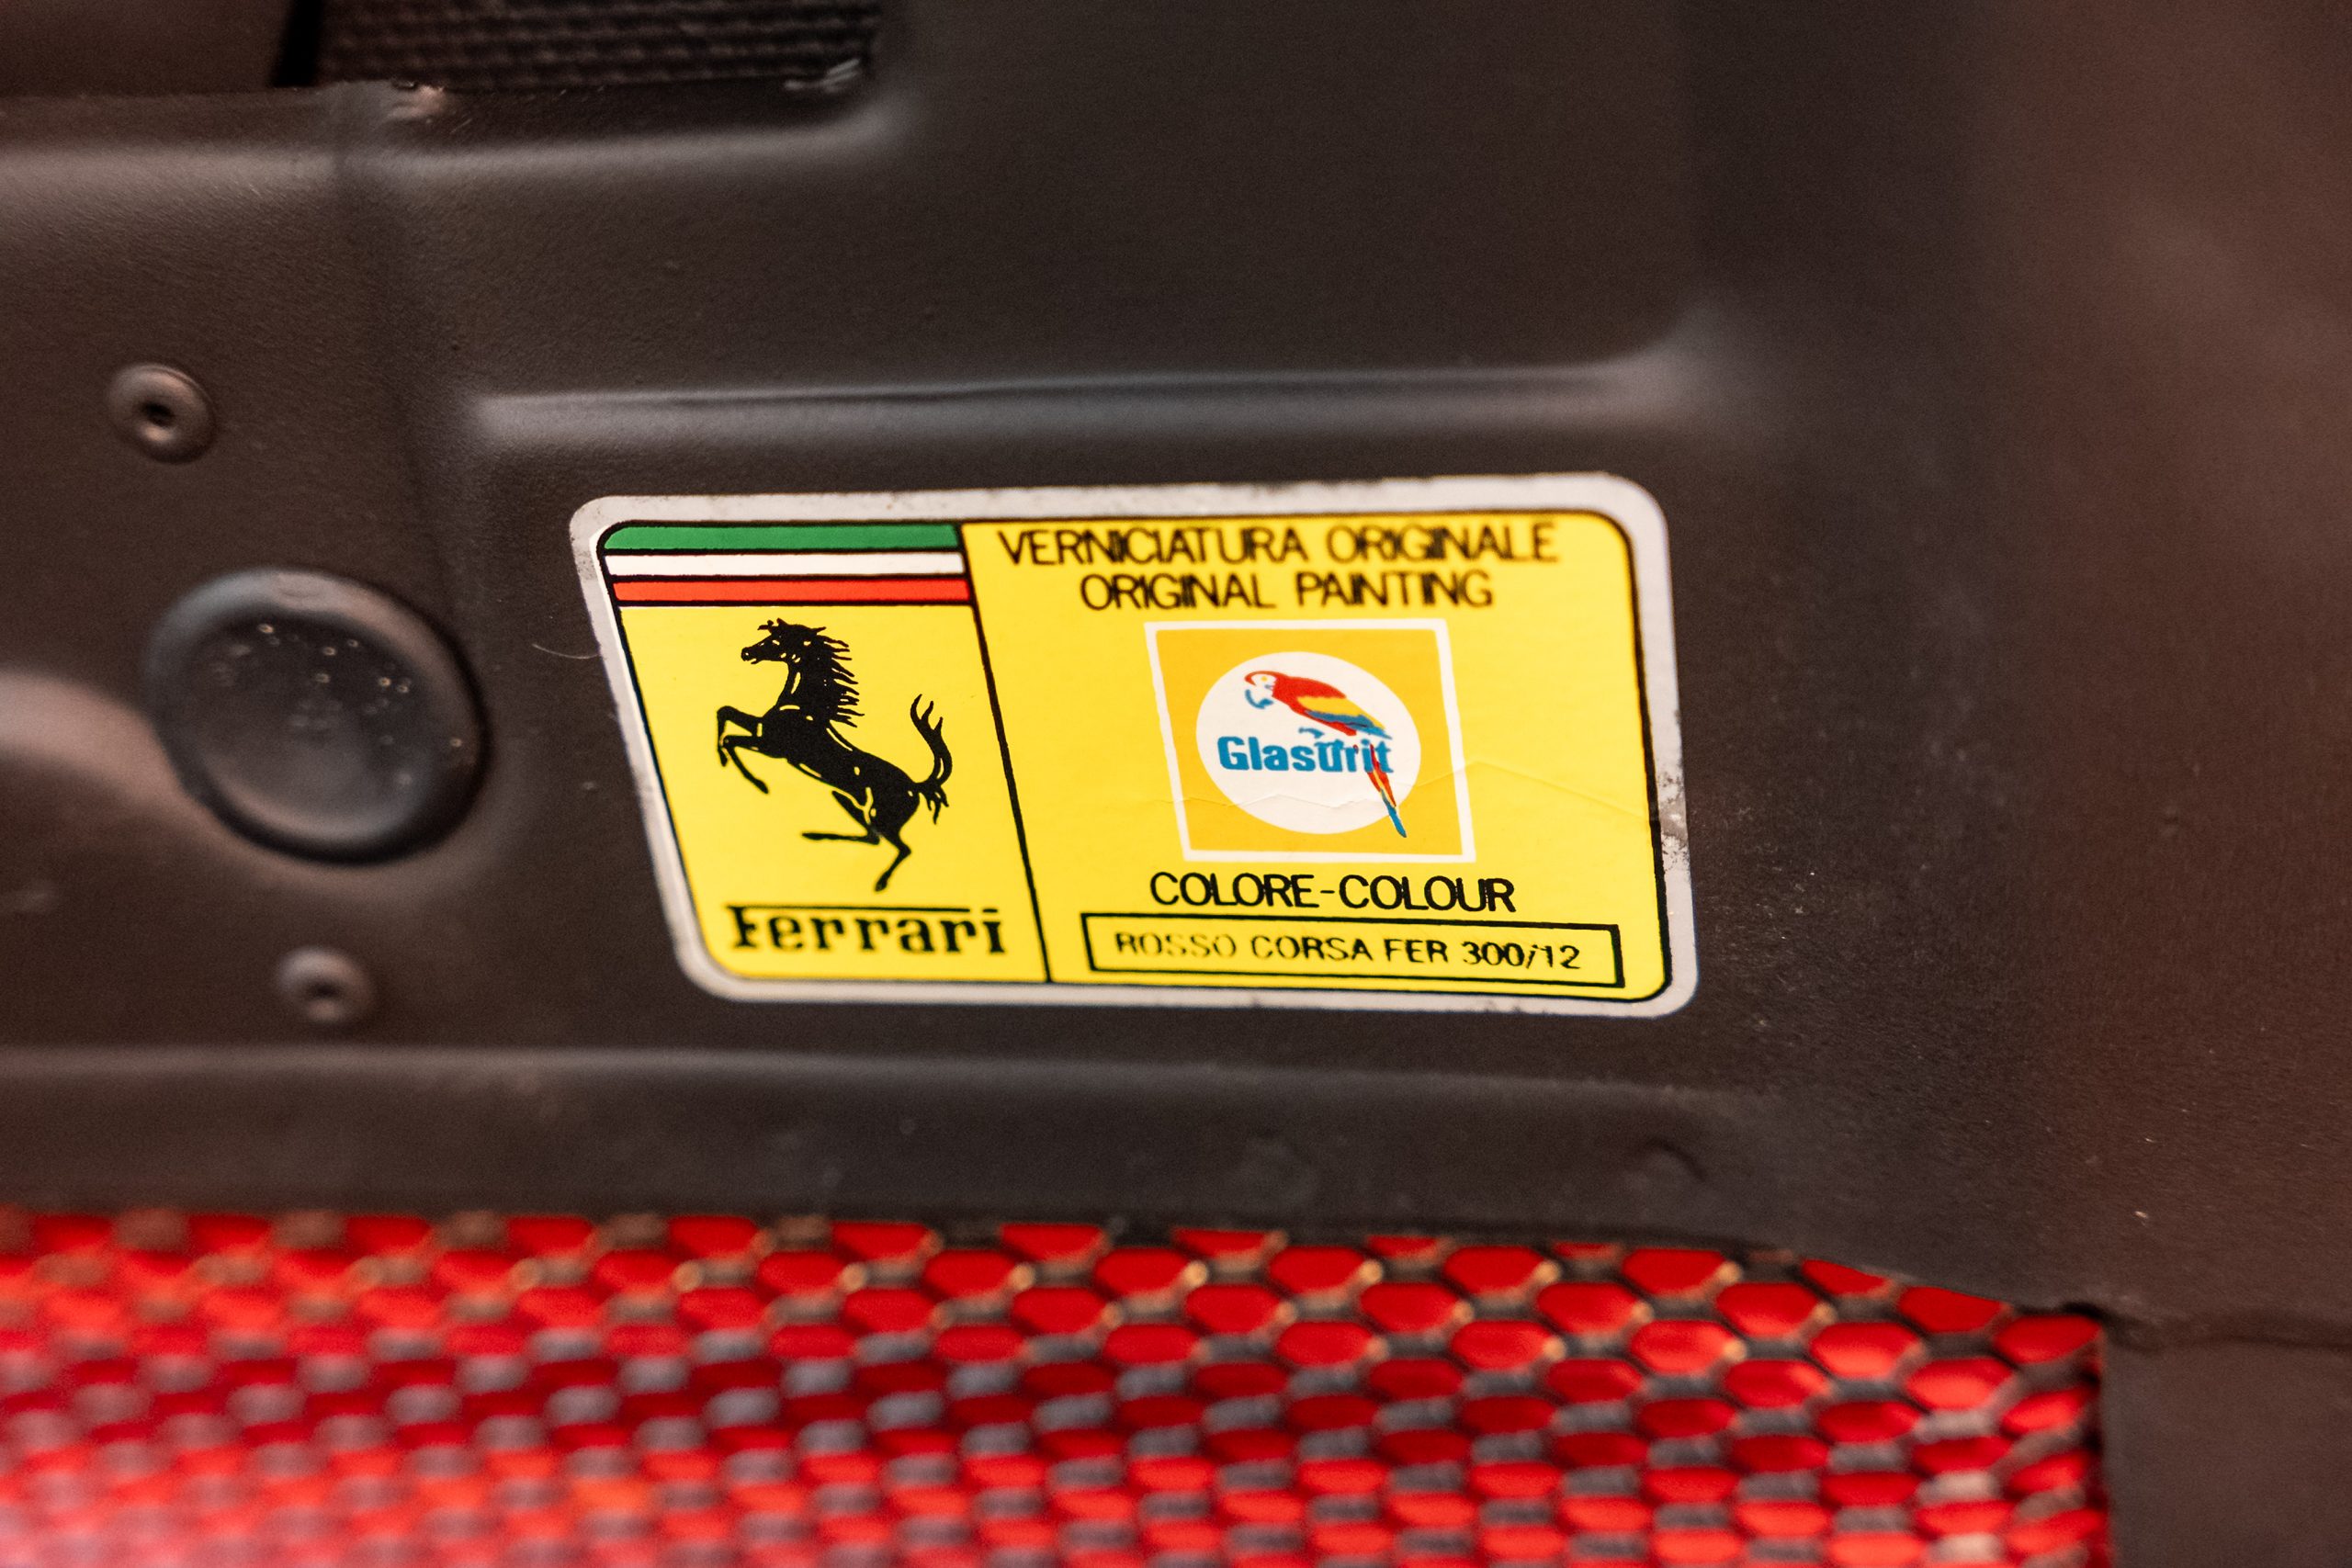 VERNICIATURA ORIGINALE
ORIGINAL PAINTING
Glasurit
COLORE-COLOUR
ROSSO CORSA FER 300/12
Ferrari